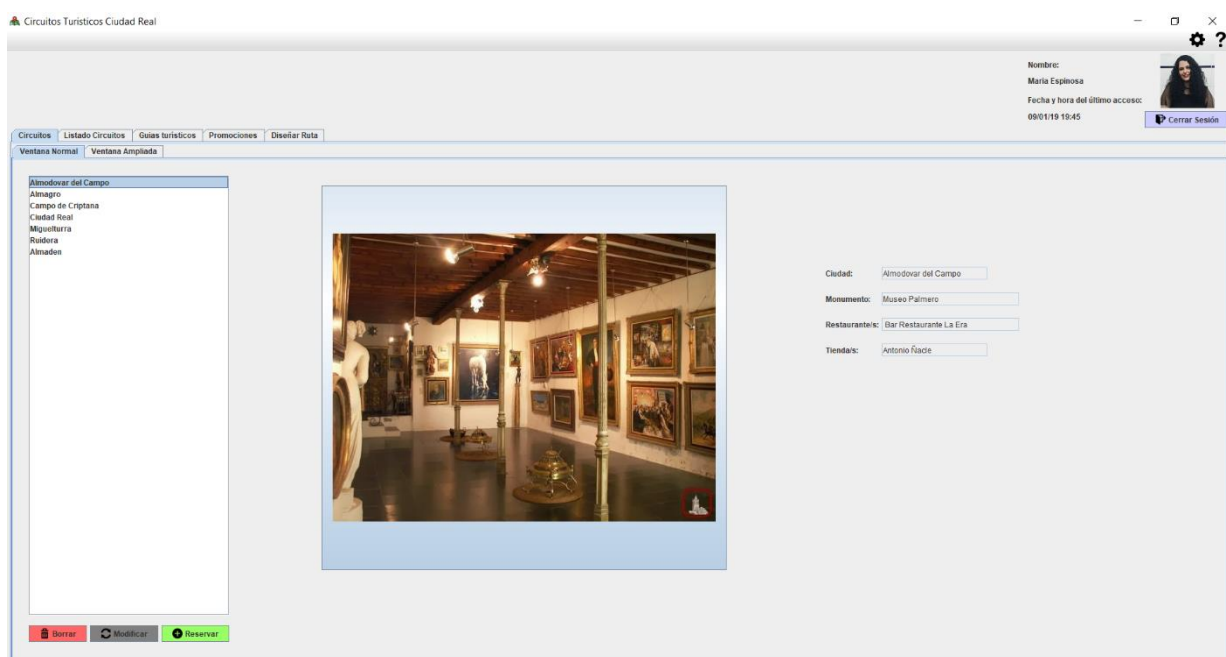 Circuitos Turisticos Ciudad Real
Nombre:
Maria Espinosa
Fecha y hora del último acceso:
09/01/19 19:45
Cerrar Sesión
Circuitos Listado Circuitos Guias turisticos Promociones Diseñar Ruta
Ventana Normal Ventana Ampliada
Almodovar del Campo
Almagro
Campo de Criptana
Ciudad Real
Miguelturra
Ruidera
Almaden
Ciudad: Almodovar del Campo
Monumento: Museo Palmero
Restaurante/s: Bar Restaurante La Era
Tienda/s: Antonio Ñacle
Borrar Modificar Reservar